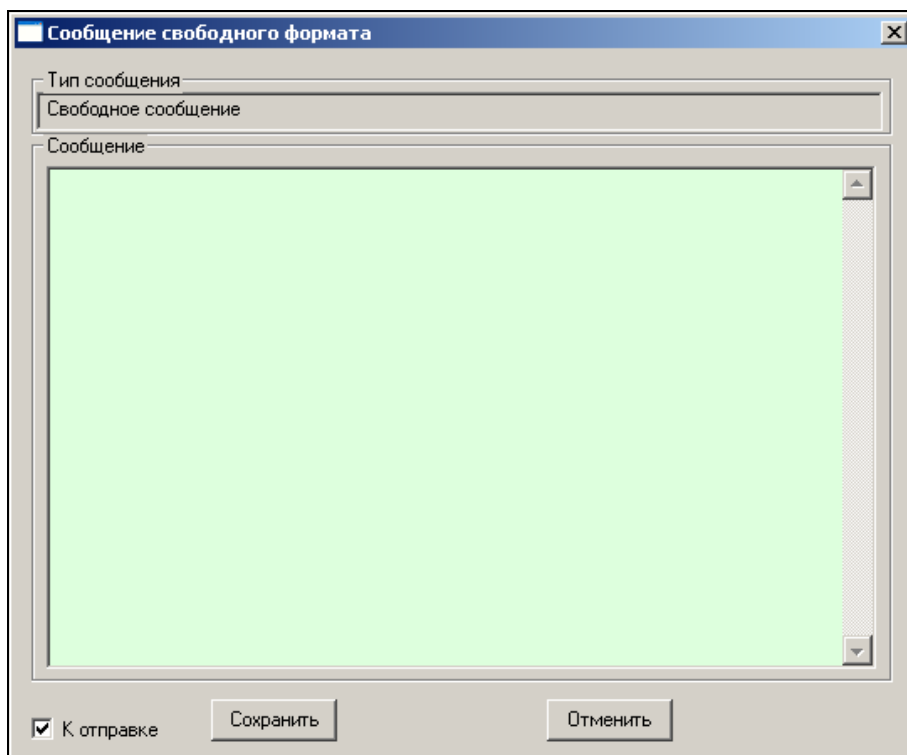 Сообщение свободного формата
Тип сообщения
Свободное сообщение
Сообщение
К отправке
Сохранить
Отменить